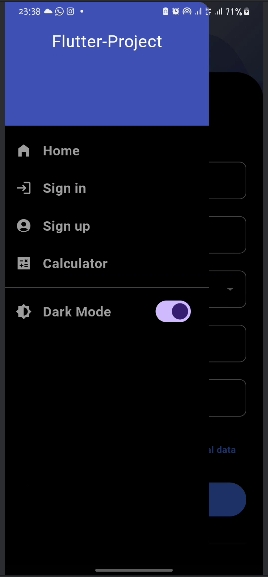 23:38 71%
Flutter-Project
Home
Sign in
Sign up
Calculator
Dark Mode
al data